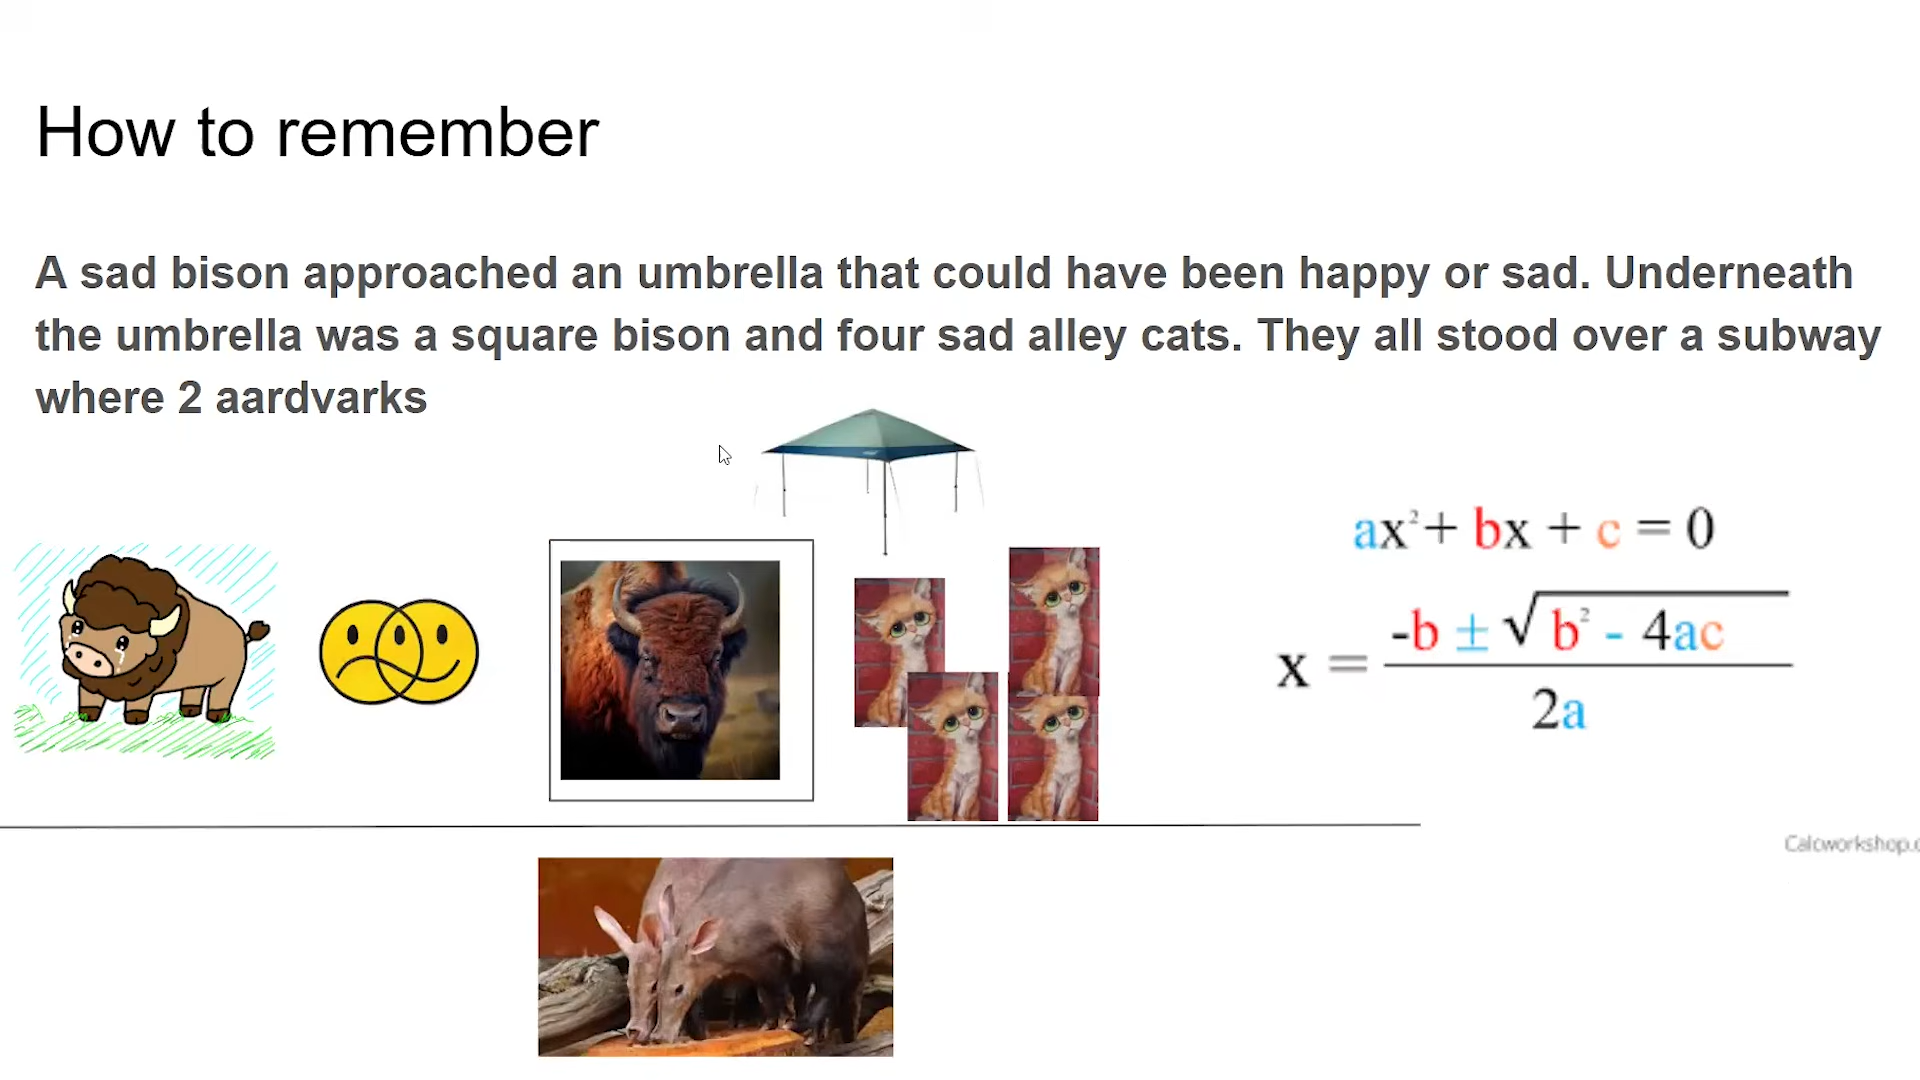 How to remember
A sad bison approached an umbrella that could have been happy or sad. Underneath
the umbrella was a square bison and four sad alley cats. They all stood over a subway
where 2 aardvarks
ax² + bx + c = 0
x = -b ± √b² - 4ac
2a
Calcworkshop.c